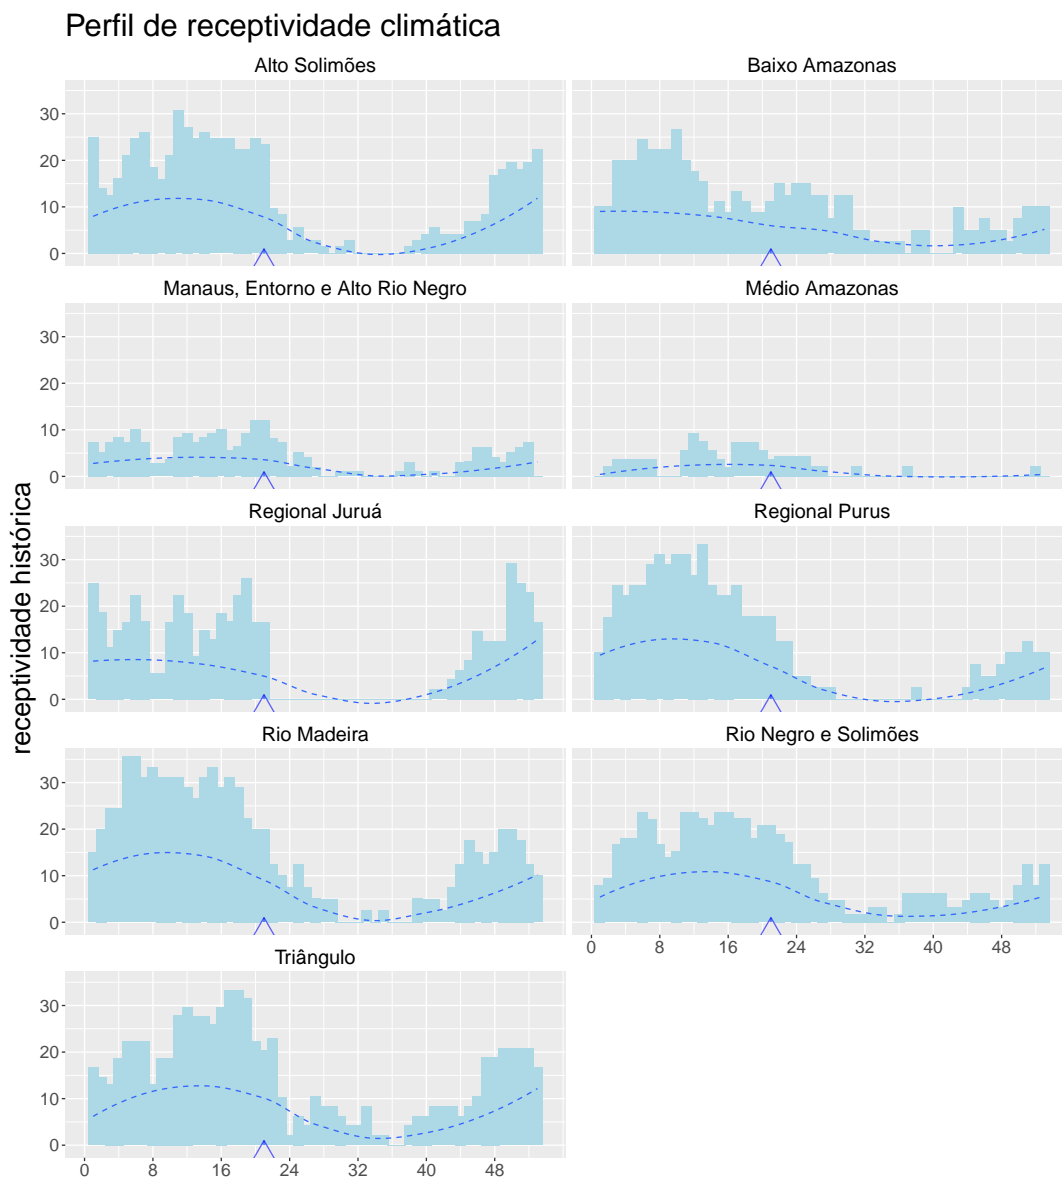 Perfil de receptividade climática
Alto Solimões
Baixo Amazonas
30
20
10
0
Manaus, Entorno e Alto Rio Negro
Médio Amazonas
30
20
10
0
Regional Juruá
Regional Purus
30
20
10
0
receptividade histórica
Rio Madeira
Rio Negro e Solimões
30
20
10
0
0 8 16 24 32 40 48
Triângulo
30
20
10
0
0 8 16 24 32 40 48